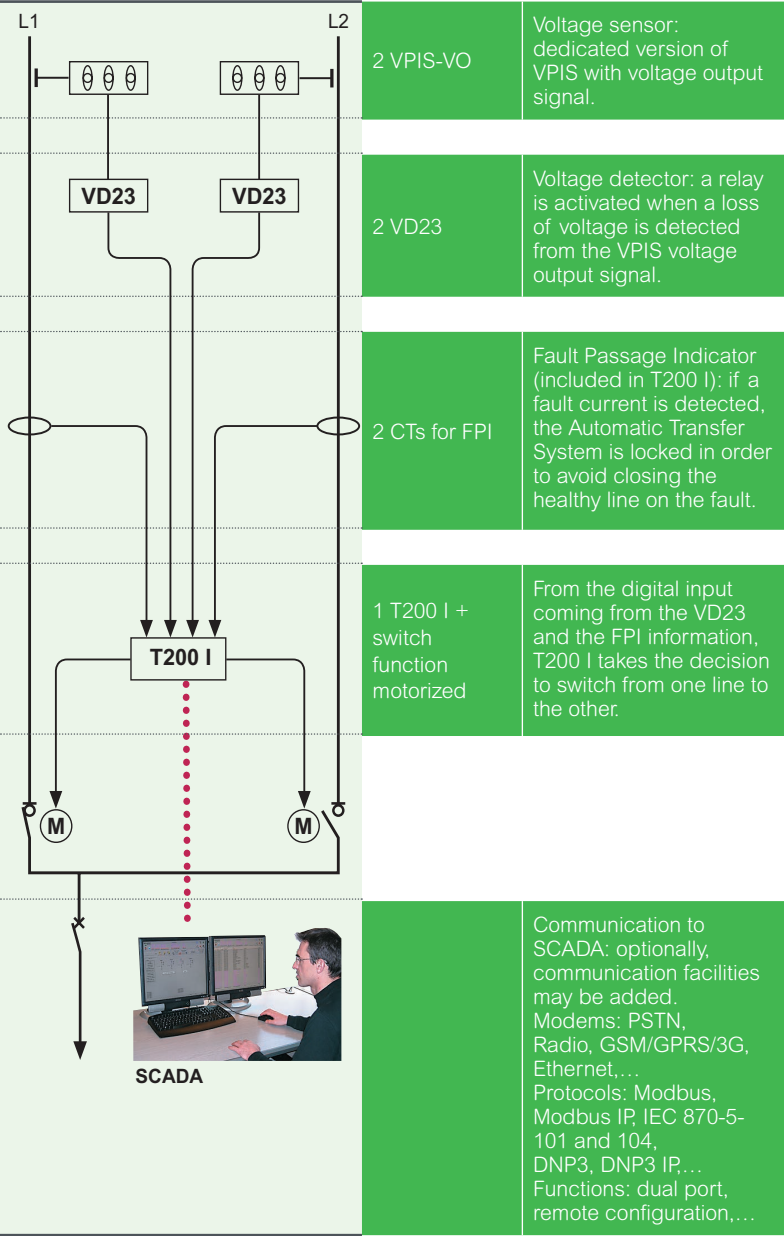 L1
L2
2 VPIS-VO
Voltage sensor:
dedicated version of
VPIS with voltage output
signal.
VD23
VD23
2 VD23
Voltage detector: a relay
is activated when a loss
of voltage is detected
from the VPIS voltage
output signal.
2 CTs for FPI
Fault Passage Indicator
(included in T200 I): if a
fault current is detected,
the Automatic Transfer
System is locked in order
to avoid closing the
healthy line on the fault.
T200 I
1 T200 I +
switch
function
motorized
From the digital input
coming from the VD23
and the FPI information,
T200 I takes the decision
to switch from one line to
the other.
M
M
SCADA
Communication to
SCADA: optionally,
communication facilities
may be added.
Modems: PSTN,
Radio, GSM/GPRS/3G,
Ethernet,…
Protocols: Modbus,
Modbus IP, IEC 870-5-
101 and 104,
DNP3, DNP3 IP,…
Functions: dual port,
remote configuration,…